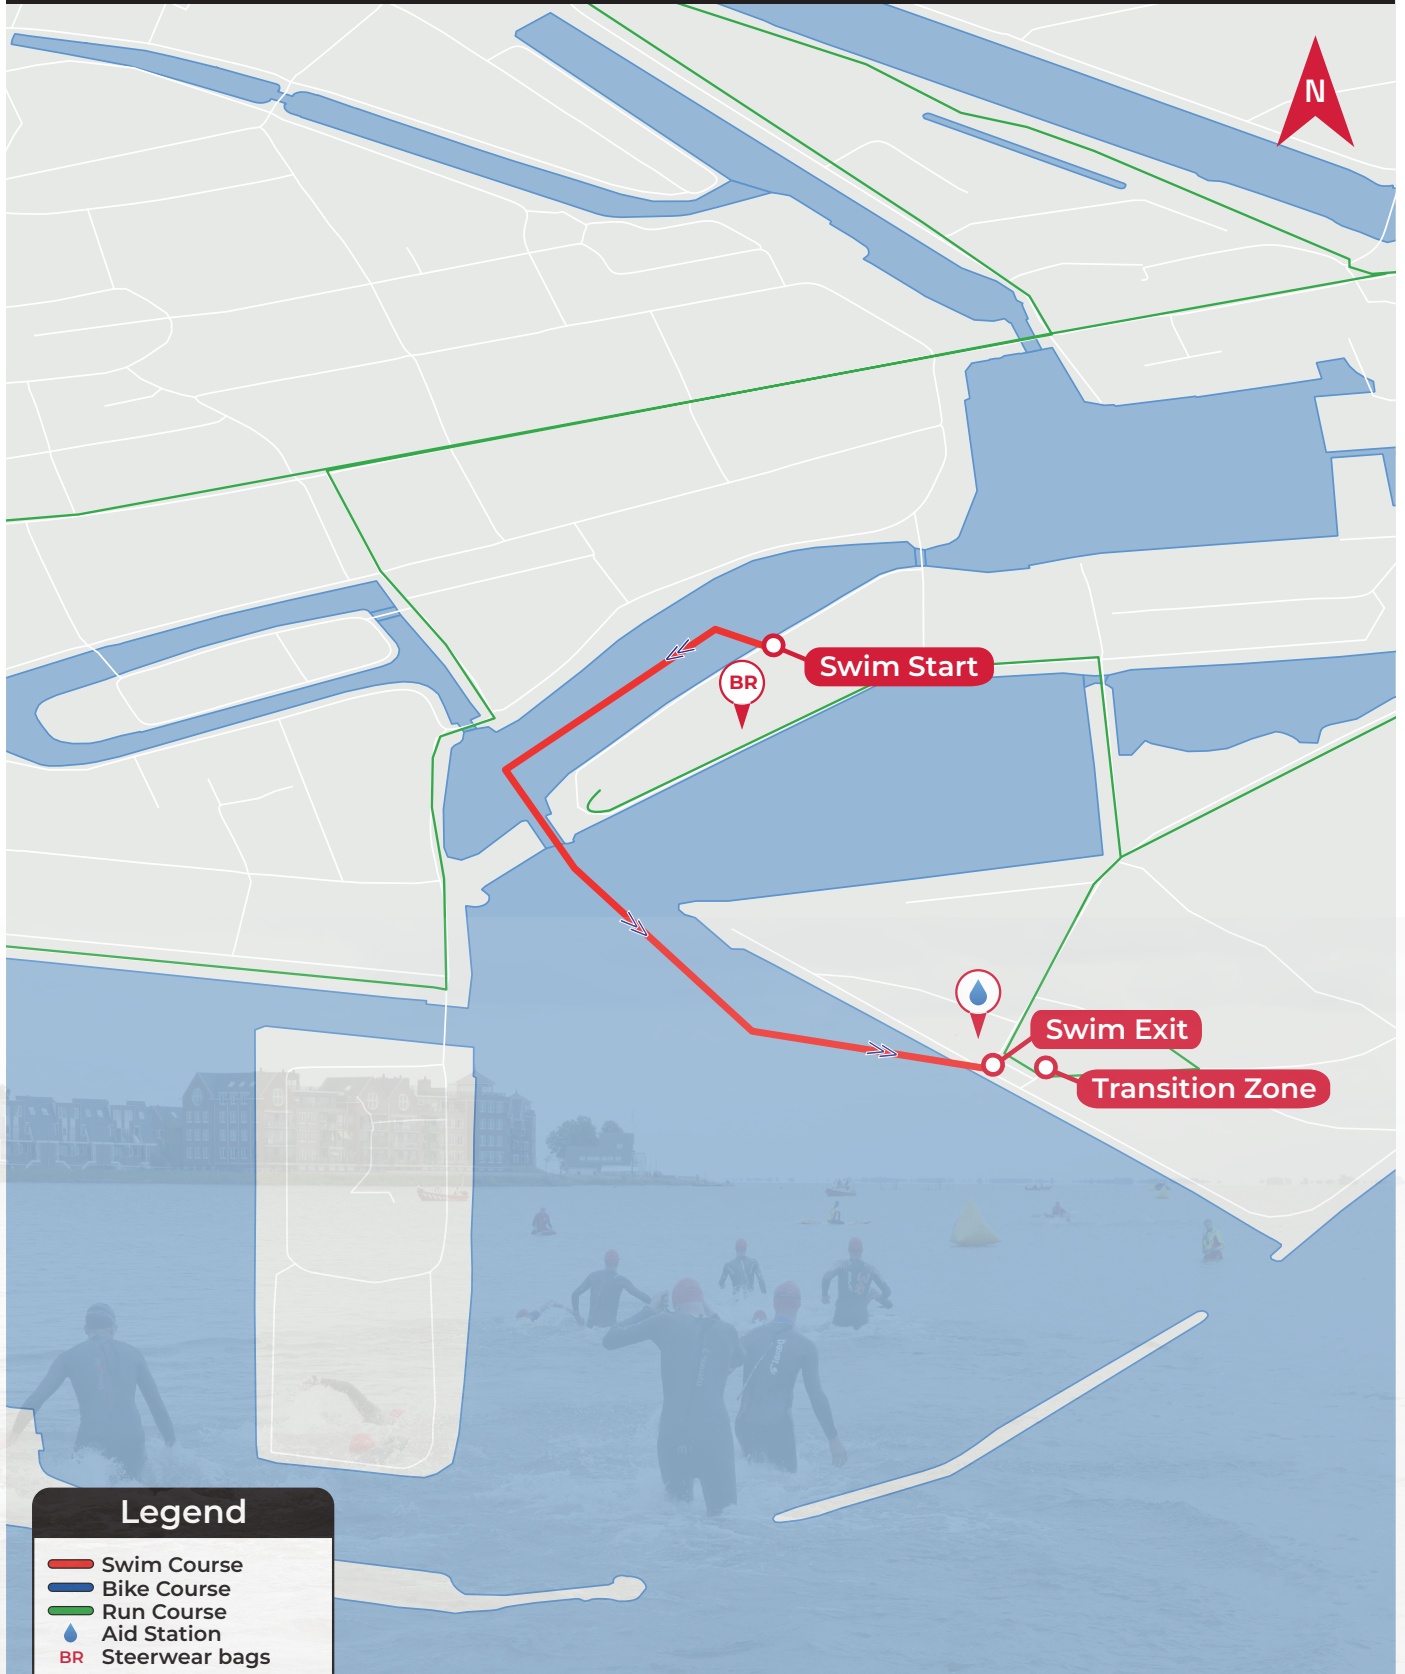 N
Swim Start
BR
Swim Exit
Transition Zone
Legend
Swim Course
Bike Course
Run Course
Aid Station
BR Steerwear bags